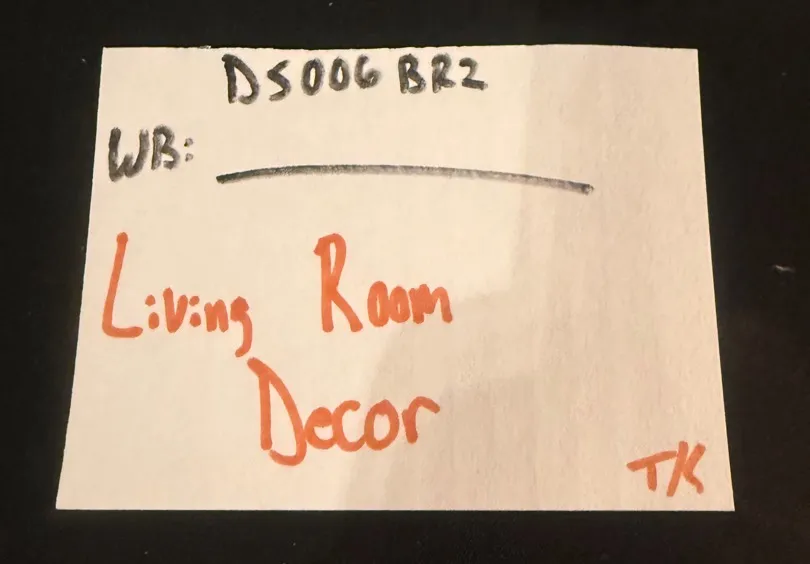 DS006 BR2
WB:
Living Room
Decor
TK